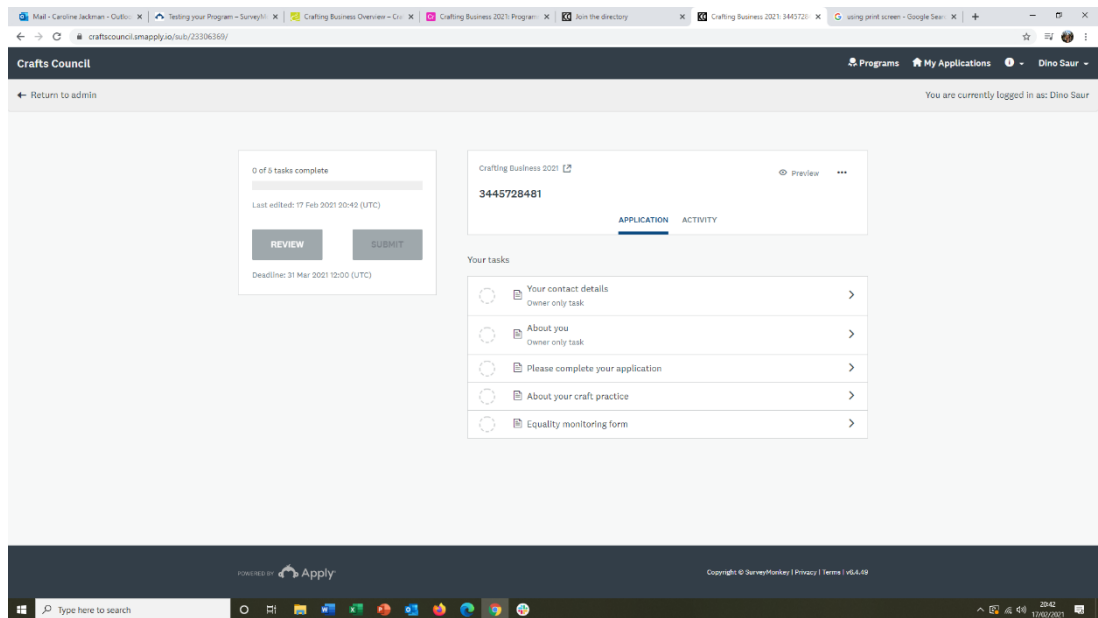 Mail - Caroline Jackman - Outloo
Testing your Program – SurveyM
Crafting Business Overview – Cra
Crafting Business 2021: Program
Join the directory
Crafting Business 2021: 3445728
using print screen - Google Sear
craftscouncil.smapply.io/sub/23306369/
Crafts Council
Programs
My Applications
Dino Saur
Return to admin
You are currently logged in as: Dino Saur
0 of 5 tasks complete
Last edited: 17 Feb 2021 20:42 (UTC)
REVIEW
SUBMIT
Deadline: 31 Mar 2021 12:00 (UTC)
Crafting Business 2021
Preview
3445728481
APPLICATION
ACTIVITY
Your tasks
Your contact details
Owner only task
About you
Owner only task
Please complete your application
About your craft practice
Equality monitoring form
POWERED BY Apply
Copyright © SurveyMonkey | Privacy | Terms | v6.4.49
Type here to search
20:42
17/02/2021